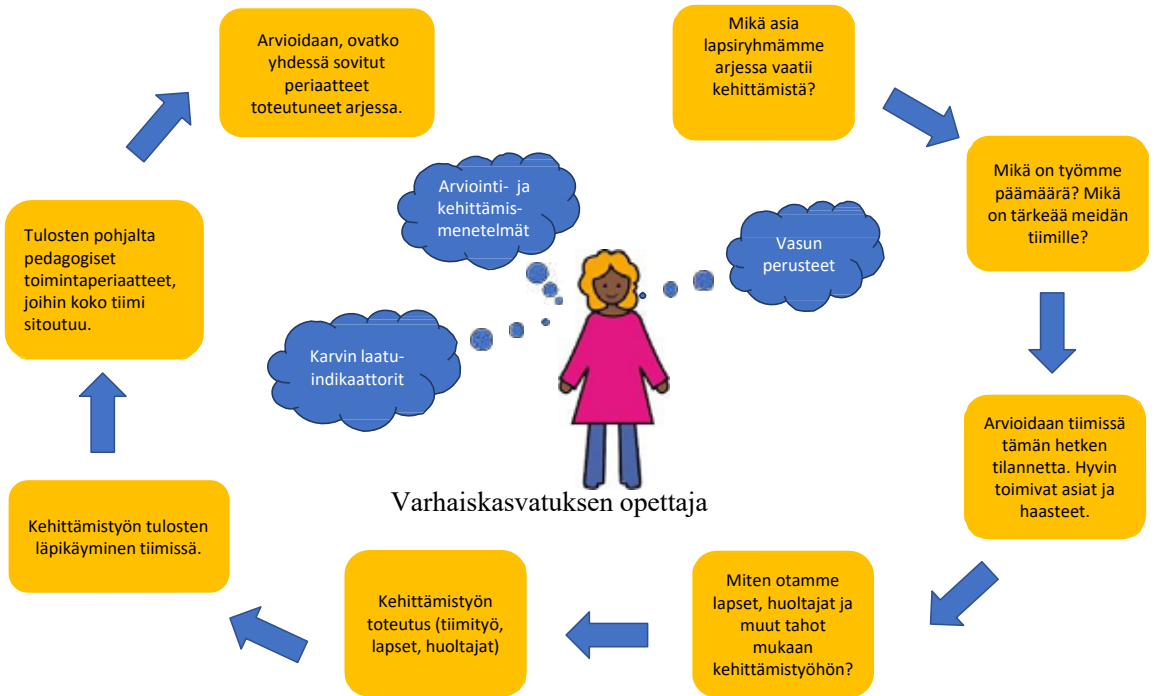 Mikä asia
lapsiryhmämme
arjessa vaatii
kehittämistä?
Mikä on työmme
päämäärä? Mikä
on tärkeää meidän
tiimille?
Arvioidaan tiimissä
tämän hetken
tilannetta. Hyvin
toimivat asiat ja
haasteet.
Miten otamme
lapset, huoltajat ja
muut tahot
mukaan
kehittämistyöhön?
Kehittämistyön
toteutus (tiimityö,
lapset, huoltajat)
Kehittämistyön tulosten
läpikäyminen tiimissä.
Tulosten pohjalta
pedagogiset
toimintaperiaatteet,
joihin koko tiimi
sitoutuu.
Arvioidaan, ovatko
yhdessä sovitut
periaatteet
toteutuneet arjessa.
Arviointi- ja
kehittämis-
menetelmät
Vasun
perusteet
Karvin laatu-
indikaattorit
Varhaiskasvatuksen opettaja